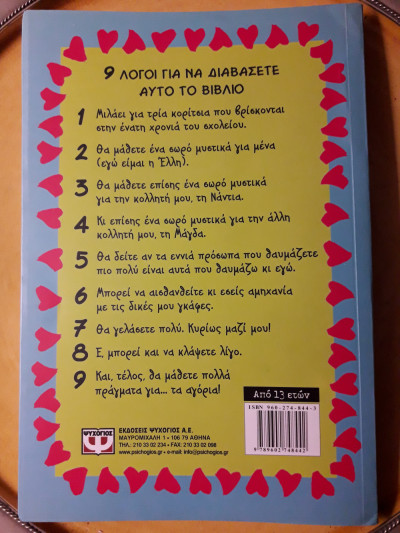 9 ΛΟΓΟΙ ΓΙΑ ΝΑ ΔΙΑΒΑΣΕΤΕ
ΑΥΤΟ ΤΟ ΒΙΒΛΙΟ
1 Μιλάει για τρία κορίτσια που βρίσκονται
στην ένατη χρονιά του σχολείου.
2 Θα μάθετε ένα σωρό μυστικά για μένα
(εγώ είμαι η Έλλη).
3 Θα μάθετε επίσης ένα σωρό μυστικά
για την κολλητή μου, τη Νάντια.
4 Κι επίσης ένα σωρό μυστικά για την άλλη
κολλητή μου, τη Μάγδα.
5 Θα δείτε αν τα εννιά πρόσωπα που θαυμάζετε
πιο πολύ είναι αυτά που θαυμάζω κι εγώ.
6 Μπορεί να αισθανθείτε κι εσείς αμηχανία
με τις δικές μου γκάφες.
7 Θα γελάσετε πολύ. Κυρίως μαζί μου!
8 Ε, μπορεί και να κλάψετε λίγο.
9 Και, τέλος, θα μάθετε πολλά
πράγματα για... τα αγόρια!
Από 13 ετών
ISBN 960-274-844-3
9 789602 748442
ΨΥΧΟΓΙΟΣ
ΕΚΔΟΣΕΙΣ ΨΥΧΟΓΙΟΣ Α.Ε.
ΜΑΥΡΟΜΙΧΑΛΗ 1 • 106 79 ΑΘΗΝΑ
ΤΗΛ.: 210 33 02 234 • FAX: 210 33 02 098
www.psichogios.gr • e-mail: info@psichogios.gr